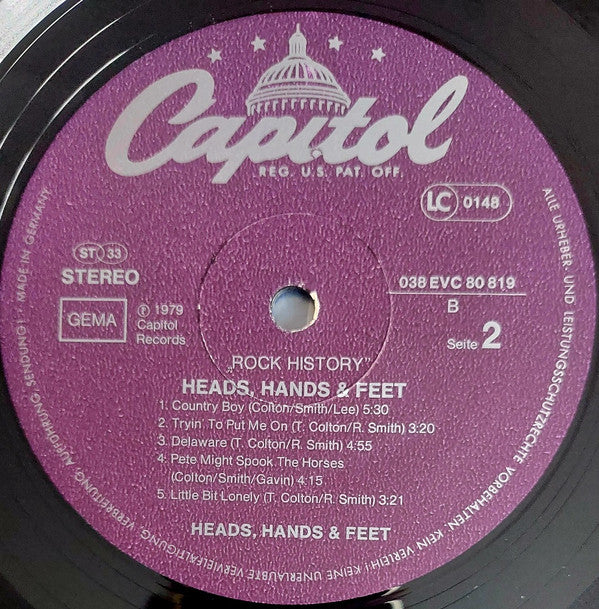 Capitol
REG. U.S. PAT. OFF.
LC 0148
ST 33
STEREO
GEMA
℗ 1979
Capitol
Records
038 EVC 80 819
B
Seite 2
„ROCK HISTORY”
HEADS, HANDS & FEET
1. Country Boy (Colton/Smith/Lee) 5:30
2. Tryin' To Put Me On (T. Colton/R. Smith) 3:20
3. Delaware (T. Colton/R. Smith) 4:55
4. Pete Might Spook The Horses
(Colton/Smith/Gavin) 4:15
5. Little Bit Lonely (T. Colton/R. Smith) 3:21
HEADS, HANDS & FEET
ALLE URHEBER- UND LEISTUNGSSCHUTZRECHTE VORBEHALTEN. KEIN VERLEIH! KEINE UNERLAUBTE VERVIELFÄLTIGUNG, VERBREITUNG, AUFFÜHRUNG, SENDUNG! · MADE IN GERMANY